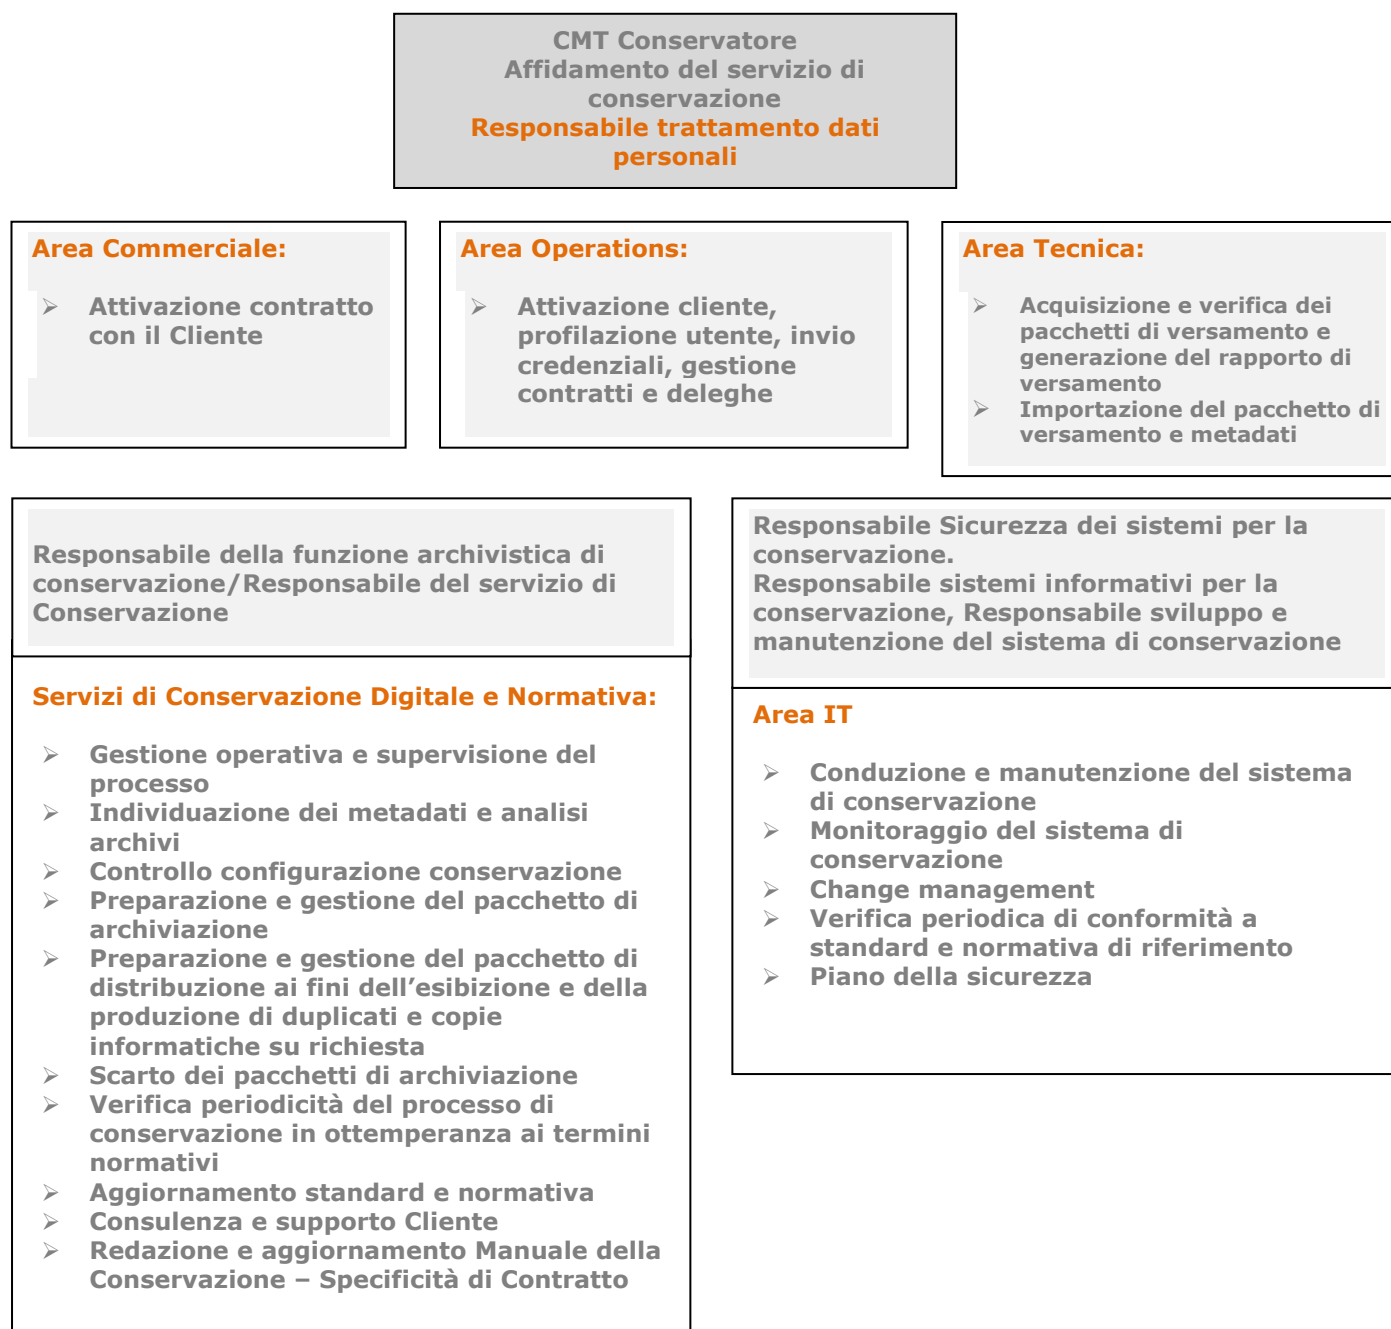 CMT Conservatore
Affidamento del servizio di
conservazione
Responsabile trattamento dati
personali
Area Commerciale:
➢ Attivazione contratto
con il Cliente
Area Operations:
➢ Attivazione cliente,
profilazione utente, invio
credenziali, gestione
contratti e deleghe
Area Tecnica:
➢ Acquisizione e verifica dei
pacchetti di versamento e
generazione del rapporto di
versamento
➢ Importazione del pacchetto di
versamento e metadati
Responsabile della funzione archivistica di
conservazione/Responsabile del servizio di
Conservazione
Servizi di Conservazione Digitale e Normativa:
➢ Gestione operativa e supervisione del
processo
➢ Individuazione dei metadati e analisi
archivi
➢ Controllo configurazione conservazione
➢ Preparazione e gestione del pacchetto di
archiviazione
➢ Preparazione e gestione del pacchetto di
distribuzione ai fini dell’esibizione e della
produzione di duplicati e copie
informatiche su richiesta
➢ Scarto dei pacchetti di archiviazione
➢ Verifica periodicità del processo di
conservazione in ottemperanza ai termini
normativi
➢ Aggiornamento standard e normativa
➢ Consulenza e supporto Cliente
➢ Redazione e aggiornamento Manuale della
Conservazione – Specificità di Contratto
Responsabile Sicurezza dei sistemi per la
conservazione.
Responsabile sistemi informativi per la
conservazione, Responsabile sviluppo e
manutenzione del sistema di conservazione
Area IT
➢ Conduzione e manutenzione del sistema
di conservazione
➢ Monitoraggio del sistema di
conservazione
➢ Change management
➢ Verifica periodica di conformità a
standard e normativa di riferimento
➢ Piano della sicurezza